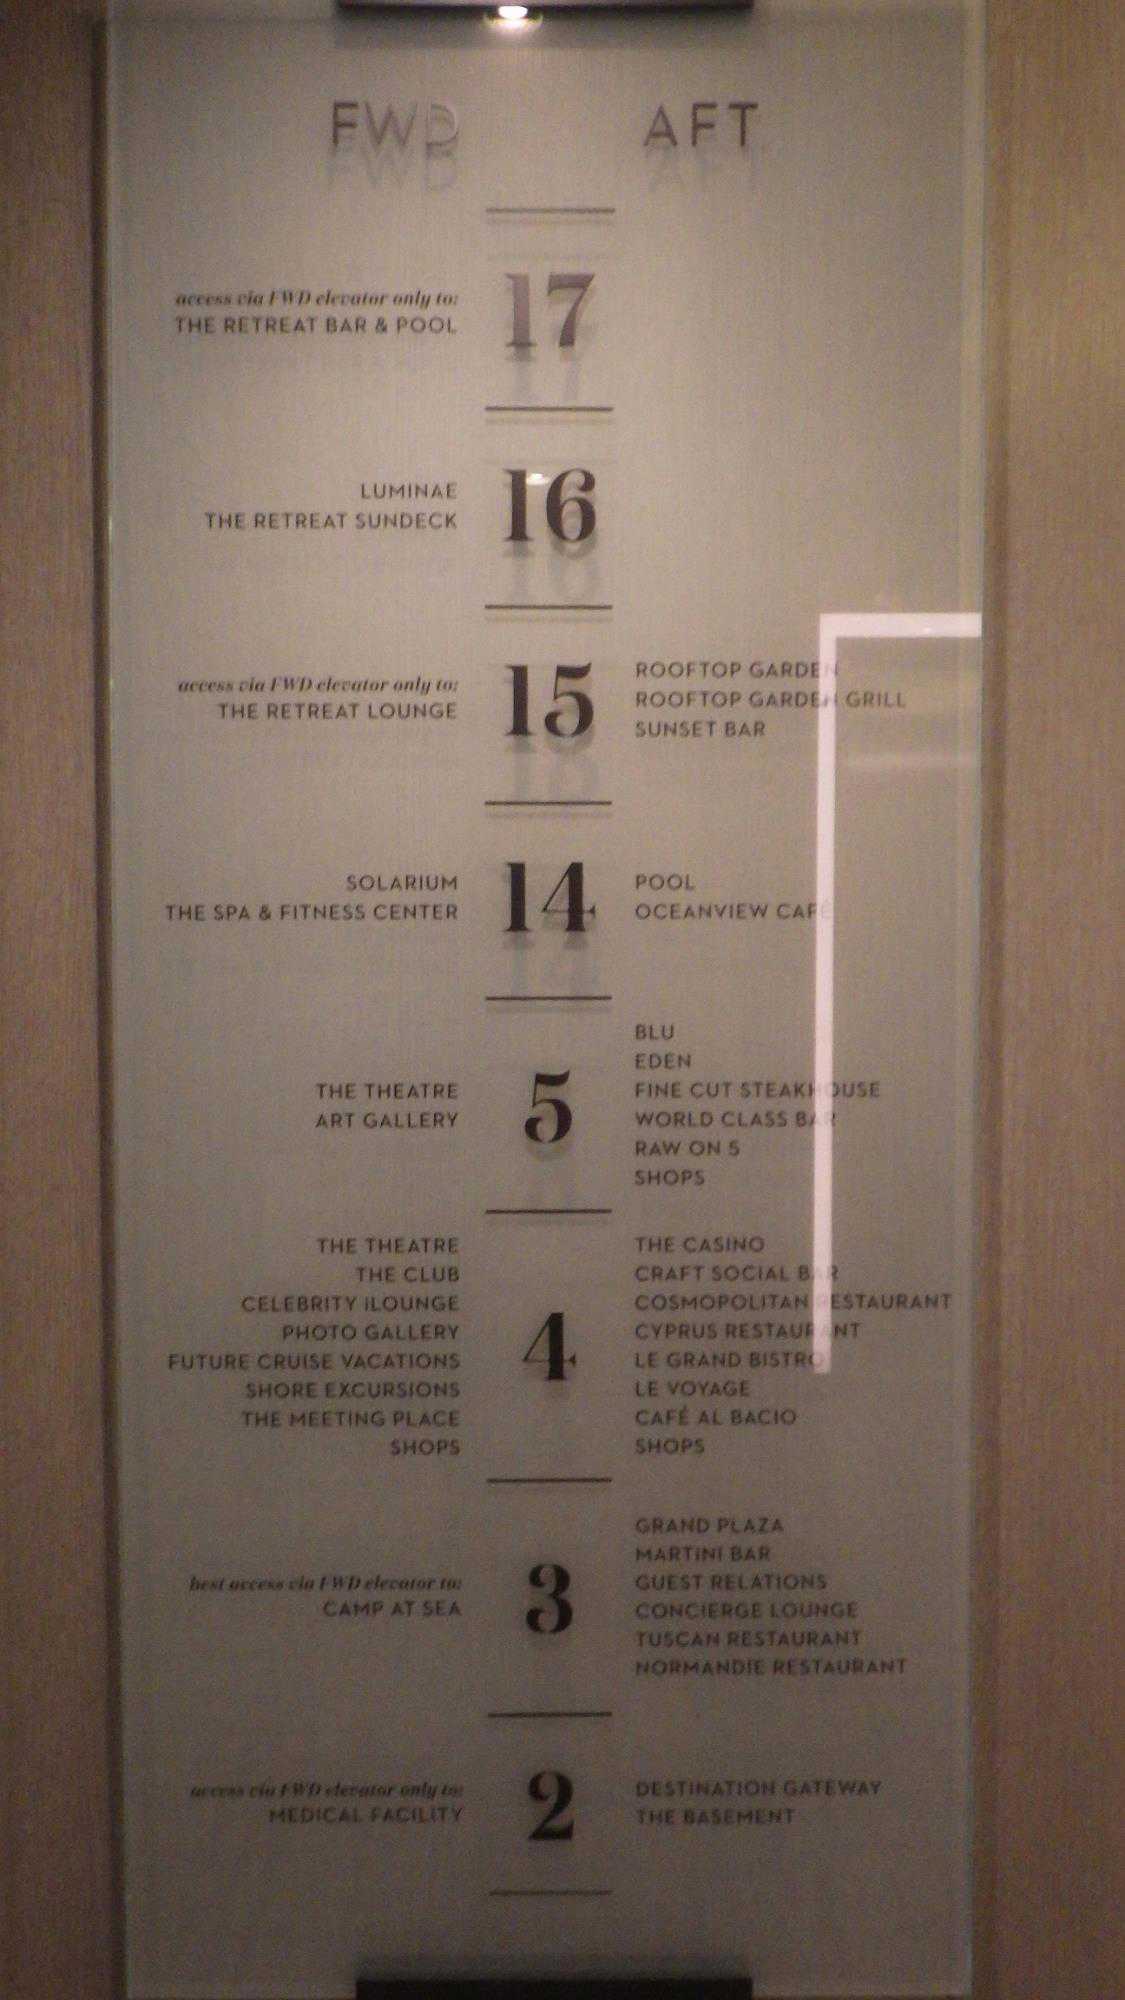 FWD AFT
17
access via FWD elevator only to:
THE RETREAT BAR & POOL
16
LUMINAE
THE RETREAT SUNDECK
15
access via FWD elevator only to:
THE RETREAT LOUNGE
ROOFTOP GARDEN
ROOFTOP GARDEN GRILL
SUNSET BAR
14
SOLARIUM
THE SPA & FITNESS CENTER
POOL
OCEANVIEW CAFÉ
5
THE THEATRE
ART GALLERY
BLU
EDEN
FINE CUT STEAKHOUSE
WORLD CLASS BAR
RAW ON 5
SHOPS
4
THE THEATRE
THE CLUB
CELEBRITY iLOUNGE
PHOTO GALLERY
FUTURE CRUISE VACATIONS
SHORE EXCURSIONS
THE MEETING PLACE
SHOPS
THE CASINO
CRAFT SOCIAL BAR
COSMOPOLITAN RESTAURANT
CYPRUS RESTAURANT
LE GRAND BISTRO
LE VOYAGE
CAFÉ AL BACIO
SHOPS
3
best access via FWD elevator to:
CAMP AT SEA
GRAND PLAZA
MARTINI BAR
GUEST RELATIONS
CONCIERGE LOUNGE
TUSCAN RESTAURANT
NORMANDIE RESTAURANT
2
access via FWD elevator only to:
MEDICAL FACILITY
DESTINATION GATEWAY
THE BASEMENT